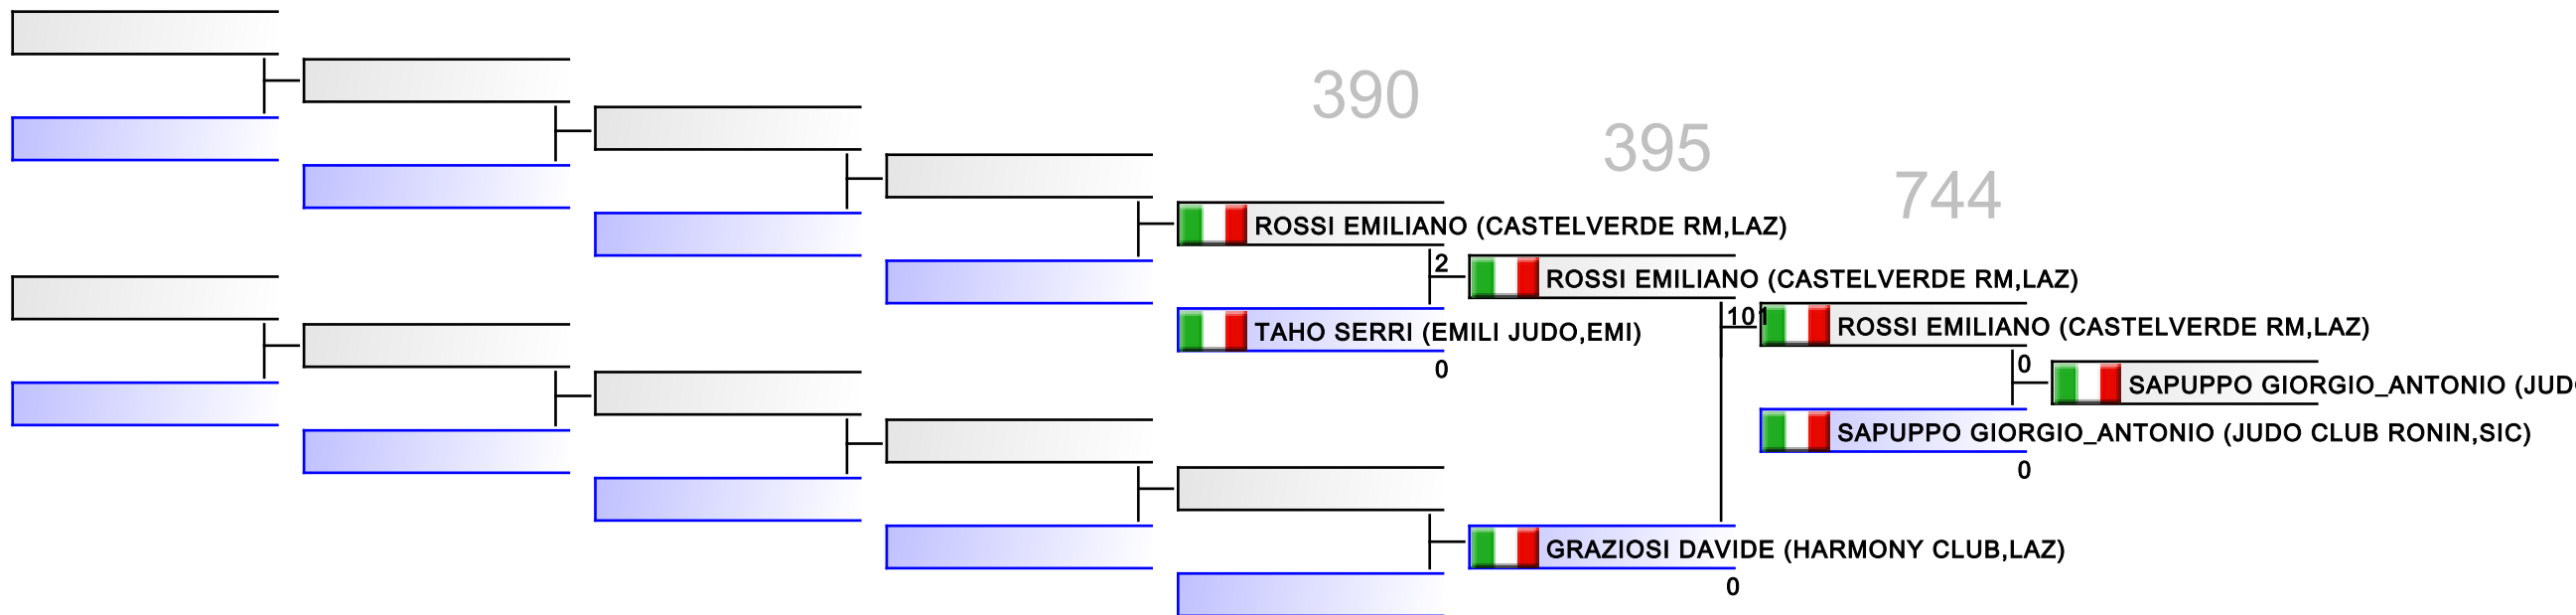 390
395
744
ROSSI EMILIANO (CASTELVERDE RM,LAZ)
2
ROSSI EMILIANO (CASTELVERDE RM,LAZ)
TAHO SERRI (EMILI JUDO,EMI)
0
101
ROSSI EMILIANO (CASTELVERDE RM,LAZ)
0
SAPUPPO GIORGIO_ANTONIO (JUD
SAPUPPO GIORGIO_ANTONIO (JUDO CLUB RONIN,SIC)
0
GRAZIOSI DAVIDE (HARMONY CLUB,LAZ)
0